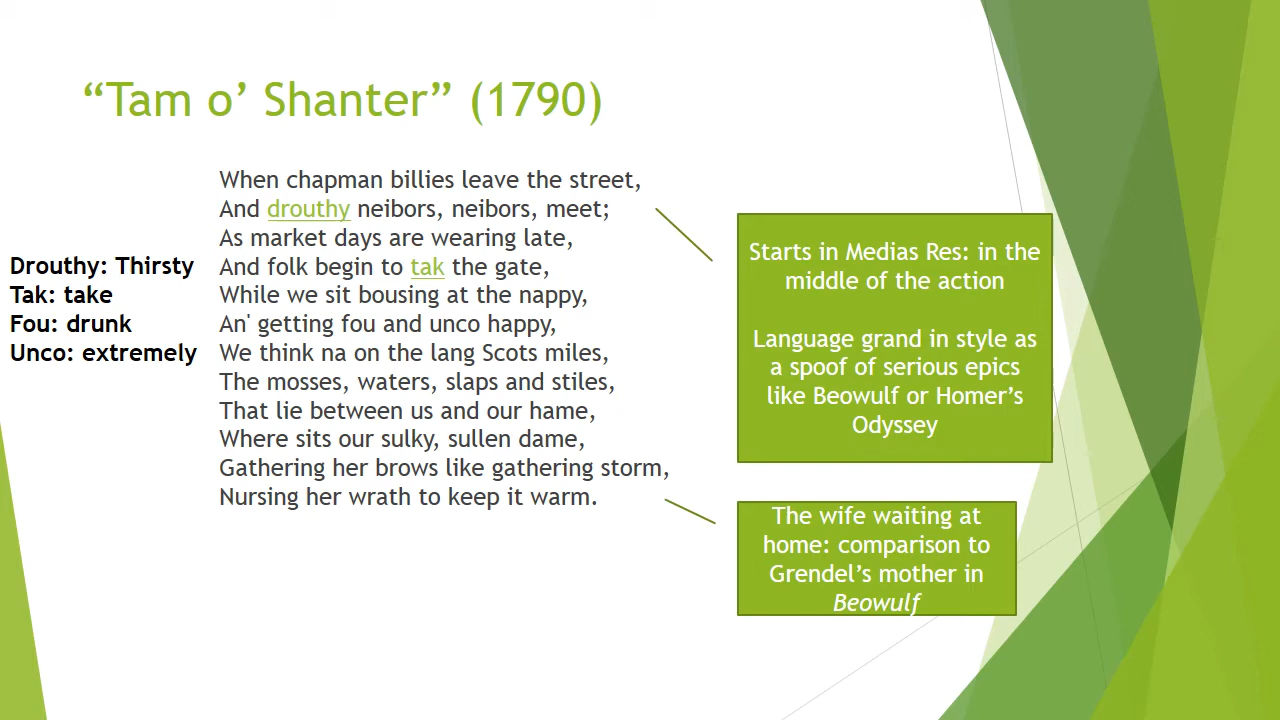 “Tam o’ Shanter” (1790)
When chapman billies leave the street,
And drouthy neibors, neibors, meet;
As market days are wearing late,
And folk begin to tak the gate,
While we sit bousing at the nappy,
An' getting fou and unco happy,
We think na on the lang Scots miles,
The mosses, waters, slaps and stiles,
That lie between us and our hame,
Where sits our sulky, sullen dame,
Gathering her brows like gathering storm,
Nursing her wrath to keep it warm.
Drouthy: Thirsty
Tak: take
Fou: drunk
Unco: extremely
Starts in Medias Res: in the
middle of the action
Language grand in style as
a spoof of serious epics
like Beowulf or Homer’s
Odyssey
The wife waiting at
home: comparison to
Grendel’s mother in
Beowulf